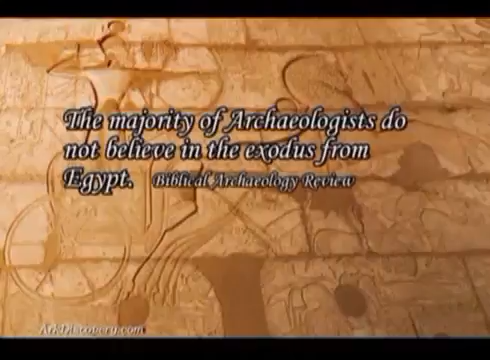 The majority of Archaeologists do
not believe in the exodus from
Egypt. Biblical Archaeology Review
ArkDiscovery.com